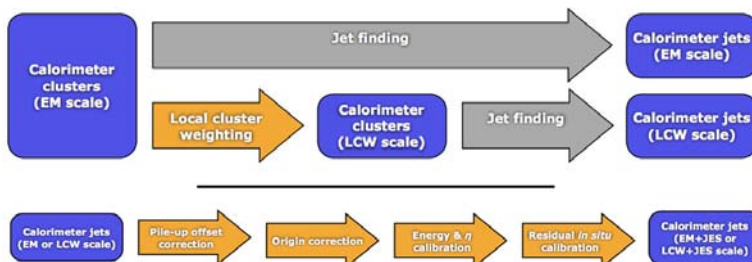 Calorimeter
clusters
(EM scale)
Jet finding
Calorimeter jets
(EM scale)
Local cluster
weighting
Calorimeter
clusters
(LCW scale)
Jet finding
Calorimeter jets
(LCW scale)
Calorimeter jets
(EM or LCW scale)
Pile-up offset
correction
Origin correction
Energy & η
calibration
Residual in situ
calibration
Calorimeter jets
(EM+JES or
LCW+JES scale)